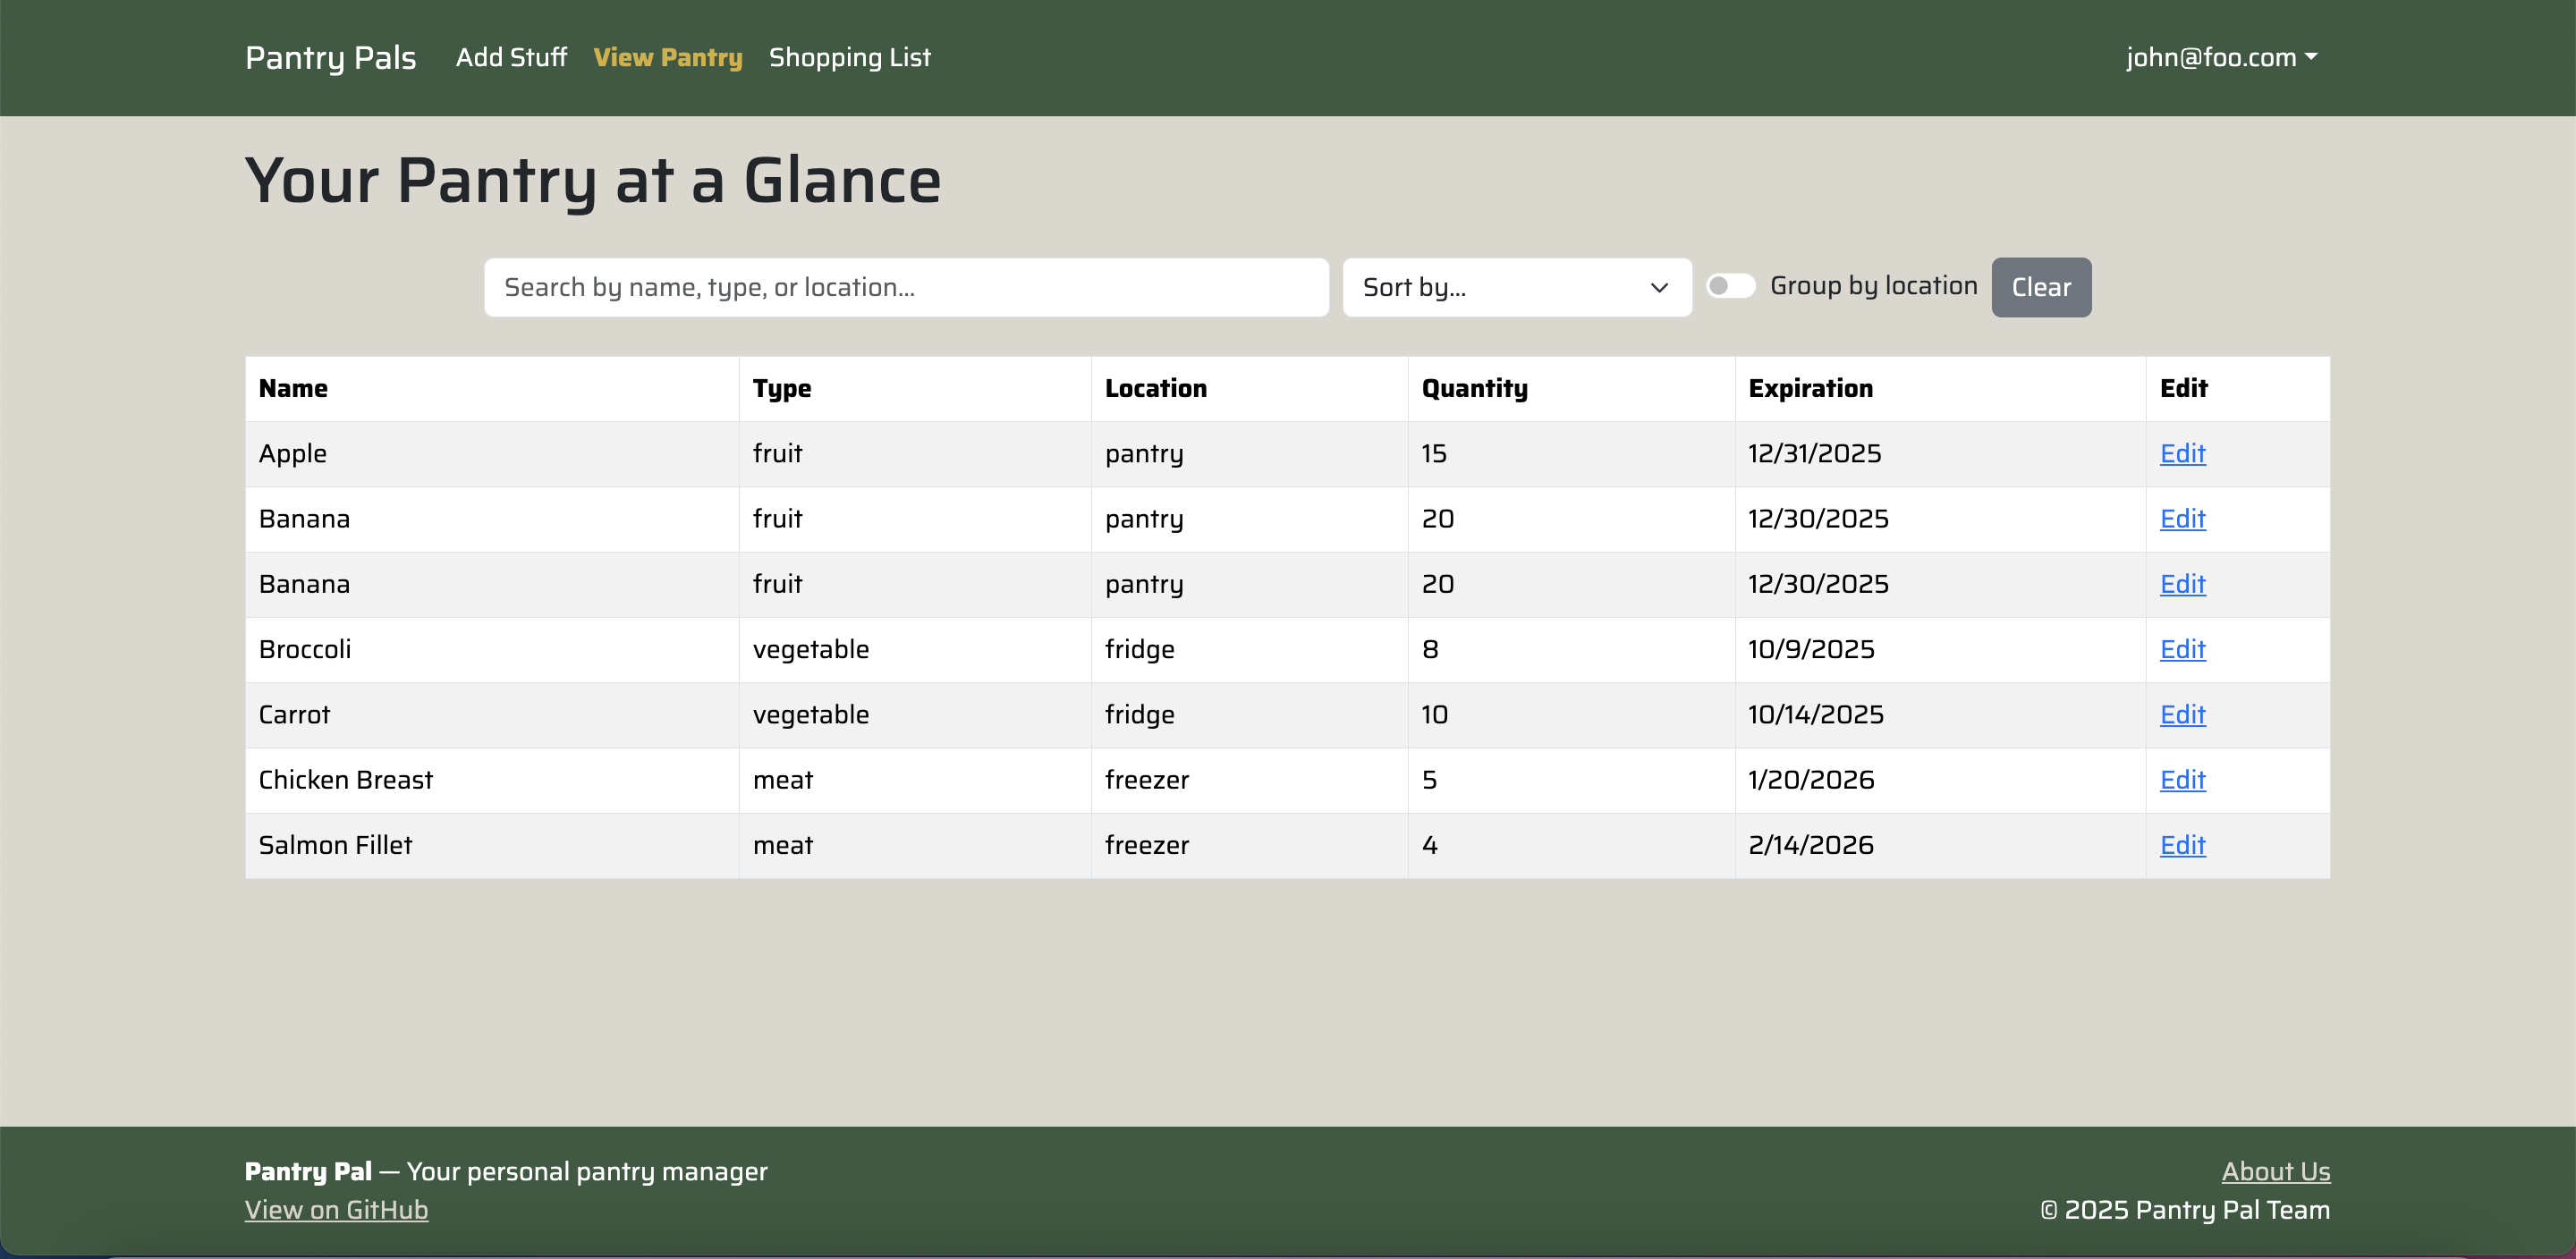 Pantry Pals Add Stuff View Pantry Shopping List john@foo.com
Your Pantry at a Glance
Search by name, type, or location... Sort by... Group by location Clear
Name Type Location Quantity Expiration Edit
Apple fruit pantry 15 12/31/2025 Edit
Banana fruit pantry 20 12/30/2025 Edit
Banana fruit pantry 20 12/30/2025 Edit
Broccoli vegetable fridge 8 10/9/2025 Edit
Carrot vegetable fridge 10 10/14/2025 Edit
Chicken Breast meat freezer 5 1/20/2026 Edit
Salmon Fillet meat freezer 4 2/14/2026 Edit
Pantry Pal — Your personal pantry manager About Us
View on GitHub © 2025 Pantry Pal Team